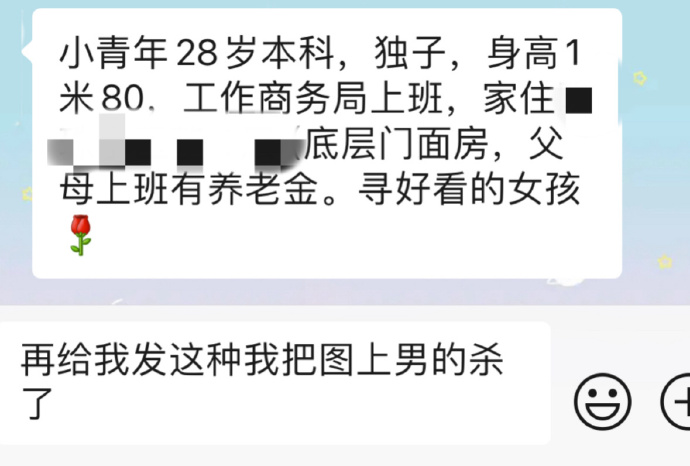 小青年28岁本科，独子，身高1
米80，工作商务局上班，家住
底层门面房，父
母上班有养老金。寻好看的女孩
🌹
再给我发这种我把图上男的杀
了